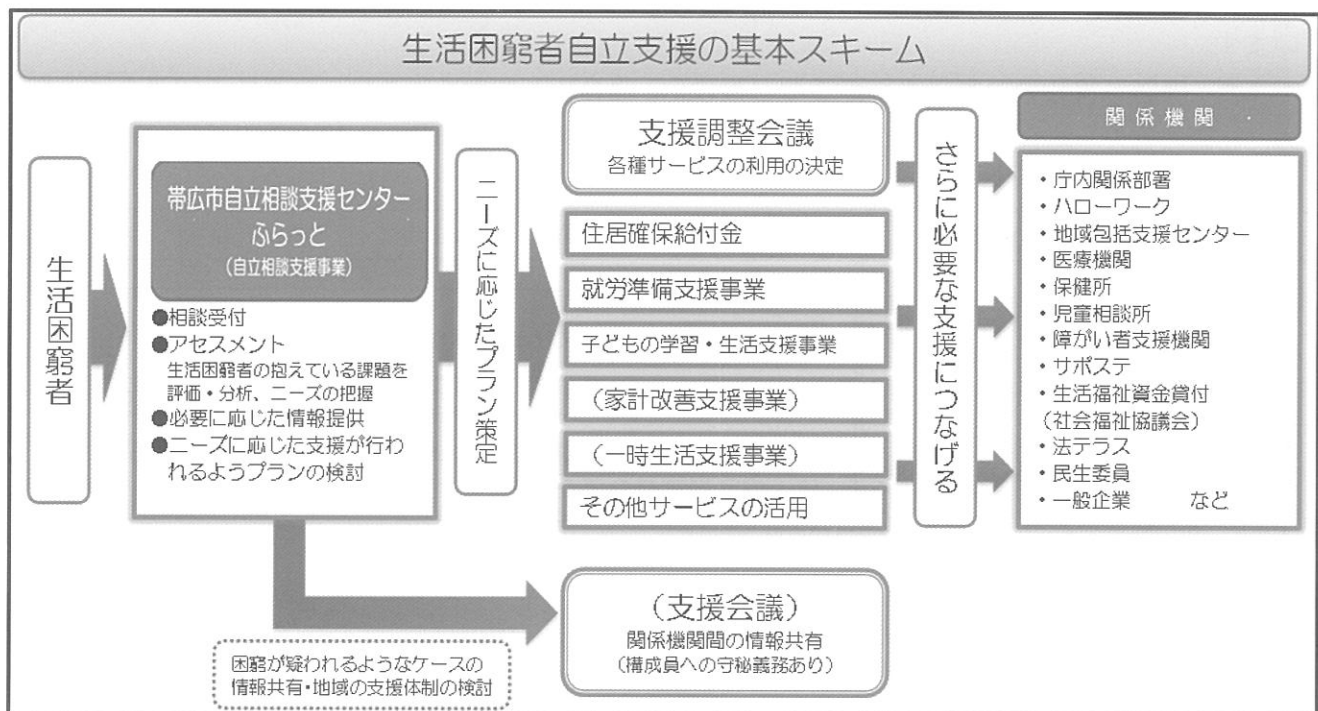 生活困窮者自立支援の基本スキーム
生活困窮者
帯広市自立相談支援センター
ふらっと
(自立相談支援事業)
●相談受付
●アセスメント
生活困窮者の抱えている課題を
評価・分析、ニーズの把握
●必要に応じた情報提供
●ニーズに応じた支援が行わ
れるようプランの検討
ニーズに応じたプラン策定
支援調整会議
各種サービスの利用の決定
住居確保給付金
就労準備支援事業
子どもの学習・生活支援事業
(家計改善支援事業)
(一時生活支援事業)
その他サービスの活用
さらに必要な支援につなげる
関係機関
・庁内関係部署
・ハローワーク
・地域包括支援センター
・医療機関
・保健所
・児童相談所
・障がい者支援機関
・サポステ
・生活福祉資金貸付
(社会福祉協議会)
・法テラス
・民生委員
・一般企業 など
(支援会議)
関係機関間の情報共有
(構成員への守秘義務あり)
困窮が疑われるようなケースの
情報共有・地域の支援体制の検討